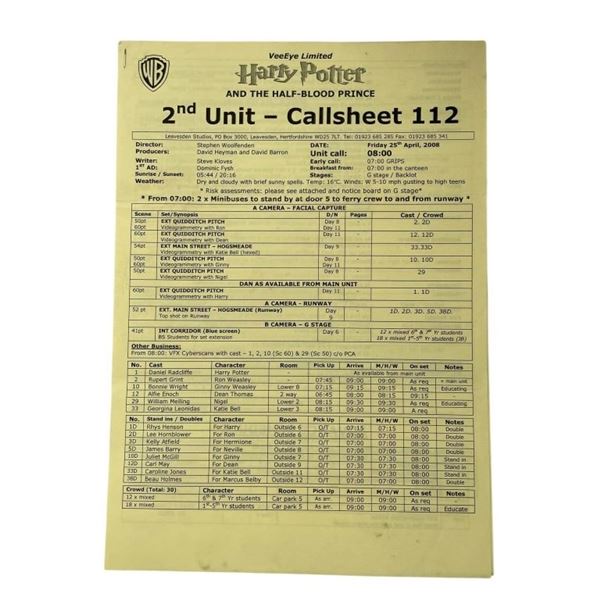 WB
VeeEye Limited
Harry Potter
AND THE HALF-BLOOD PRINCE
2nd Unit – Callsheet 112
Leavesden Studios, PO Box 3000, Leavesden, Hertfordshire WD25 7LT. Tel: 01923 685 285 Fax: 01923 685 341
Director: Stephen Woolfenden DATE: Friday 25th April, 2008
Producers: David Heyman and David Barron Unit call: 08:00
Writer: Steve Kloves Early call: 07:00 GRIPS
1st AD: Dominic Fysh Breakfast from: 07:00 in the canteen
Sunrise / Sunset: 05:44 / 20:16 Stages: G stage / Backlot
Weather: Dry and cloudy with brief sunny spells. Temp: 16°C. Winds: W 5-10 mph gusting to high teens
* Risk assessments: please see attached and notice board on G stage*
* From 07:00: 2 x Minibuses to stand by at door 5 to ferry crew to and from runway *
A CAMERA – FACIAL CAPTURE
Scene Set/Synopsis D/N Pages Cast / Crowd
50pt EXT QUIDDITCH PITCH Day 8 - 2. 2D
60pt Videogrammetry with Ron Day 11
60pt EXT QUIDDITCH PITCH Day 11 - 12. 12D
Videogrammetry with Dean
54pt EXT MAIN STREET – HOGSMEADE Day 9 - 33.33D
Videogrammetry with Katie Bell (hexed)
50pt EXT QUIDDITCH PITCH Day 8 - 10. 10D
60pt Videogrammetry with Ginny Day 11
50pt EXT QUIDDITCH PITCH Day 8 - 29
Videogrammetry with Nigel
DAN AS AVAILABLE FROM MAIN UNIT
60pt EXT QUIDDITCH PITCH Day 11 - 1. 1D
Videogrammetry with Harry
A CAMERA - RUNWAY
52 pt EXT. MAIN STREET – HOGSMEADE (Runway) Day 9 - 1D. 2D. 3D. 5D. 38D.
Top shot on Runway
B CAMERA – G STAGE
41pt INT CORRIDOR (Blue screen) Day 6 - 12 x mixed 6th & 7th Yr students
BS Students for set extension 18 x mixed 1st-5th Yr students (2B)
Other Business:
From 08:00: VFX Cyberscans with cast – 1, 2, 10 (Sc 60) & 29 (Sc 50) c/o PCA
No. Cast Character Room Pick Up Arrive M/H/W On set Notes
1 Daniel Radcliffe Harry Potter - As available from main unit
2 Rupert Grint Ron Weasley - 07:45 09:00 09:00 As req + main unit
10 Bonnie Wright Ginny Weasley Lower 8 07:15 09:15 09:15 As req Educating
12 Alfie Enoch Dean Thomas 2 way 06:45 08:00 08:00 As req -
29 William Melling Nigel Lower 2 08:15 09:30 09:30 As req Educating
33 Georgina Leonidas Katie Bell Lower 3 08:15 09:00 09:00 A req -
No. Stand ins / Doubles Character Room Pick Up Arrive M/H/W On set Notes
1D Rhys Henson For Harry Outside 6 O/T 07:15 07:15 08:00 Double
2D Lee Hornblower For Ron Outside 6 O/T 07:00 07:00 08:00 Double
3D Kelly Atfield For Hermione Outside 7 O/T 07:00 07:00 08:00 Double
5D James Barry For Neville Outside 8 O/T 07:00 07:00 08:00 Double
10D Juliet McGill For Ginny Outside 7 O/T 07:30 07:30 08:00 Stand in
12D Carl May For Dean Outside 9 O/T 07:30 07:30 08:00 Stand in
33D Caroline Jones For Katie Bell Outside 11 O/T 07:30 07:30 08:00 Stand in
38D Beau Holmes For Marcus Belby Outside 12 O/T 07:00 07:00 08:00 Double
Crowd (Total: 30) Character Room Pick Up Arrive M/H/W On set Notes
12 x mixed 6th & 7th Yr students Car park 5 As arr. 09:00 09:00 As req -
18 x mixed 1st-5th Yr students Car park 5 As arr. 09:00 09:00 As req Educate